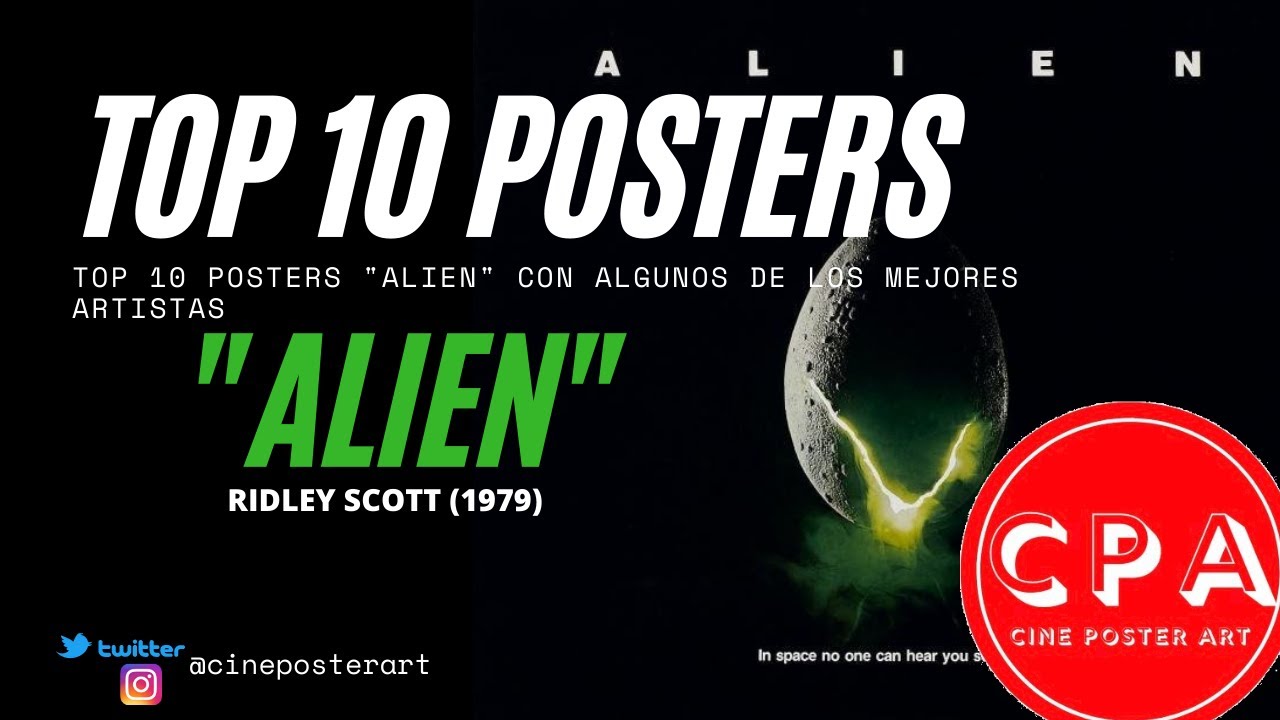 A L I E N
TOP 10 POSTERS
TOP 10 POSTERS "ALIEN" CON ALGUNOS DE LOS MEJORES
ARTISTAS
"ALIEN"
RIDLEY SCOTT (1979)
CPA
CINE POSTER ART
twitter
@cineposterart
In space no one can hear you s